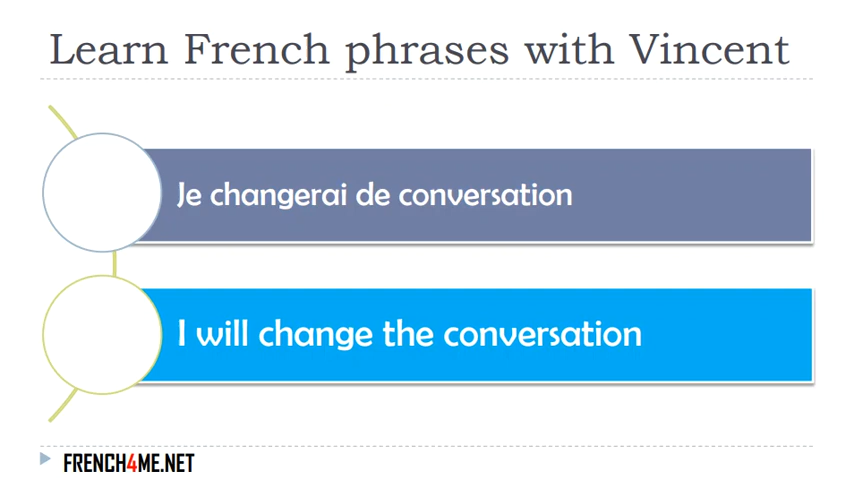 Learn French phrases with Vincent
Je changerai de conversation
I will change the conversation
FRENCH4ME.NET